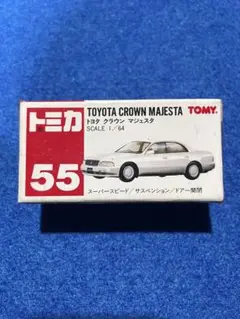 トミカ
55
TOYOTA CROWN MAJESTA TOMY
トヨタ クラウン マジェスタ
SCALE 1/64
スーパースピード/サスペンション/ドアー開閉